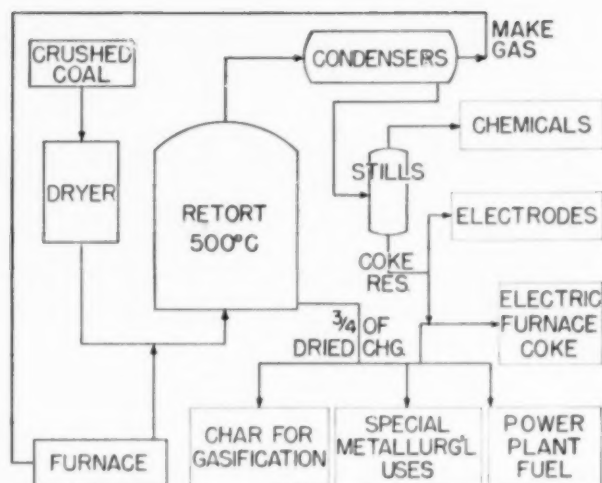 CRUSHED
COAL
DRYER
RETORT
500°C
CONDENSERS
MAKE
GAS
STILLS
CHEMICALS
COKE
RES.
ELECTRODES
ELECTRIC
FURNACE
COKE
3/4 OF
DRIED CHG.
FURNACE
CHAR FOR
GASIFICATION
SPECIAL
METALLURG'L
USES
POWER
PLANT
FUEL